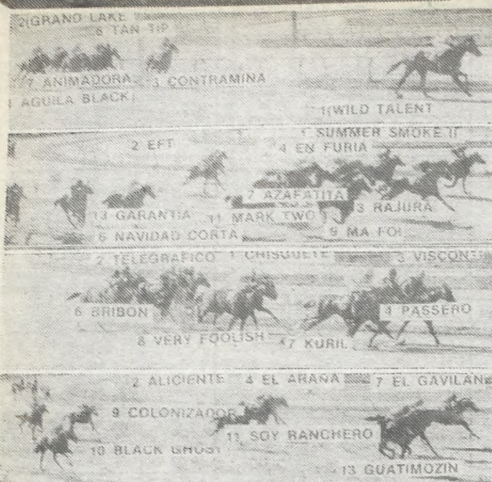 2(GRAND LAKE
6 TAN TIP
7 ANIMADORA 3 CONTRAMINA
AGUILA BLACK
1(WILD TALENT
1 SUMMER SMOKE II
2 EFT 4 EN FURIA
7 AZAFATITA
13 GARANTIA 11 MARK TWO 3 RAJURA
6 NAVIDAD CORTA 9 MA FOI
2 TELEGRAFICO 1 CHISGUETE 3 VISCONTI
6 BRIBON 4 PASSERO
8 VERY FOOLISH 7 KURIL
2 ALICIENTE 4 EL ARAÑA 7 EL GAVILAN
9 COLONIZADOR
10 BLACK GHOST 11 SOY RANCHERO
13 GUATIMOZIN